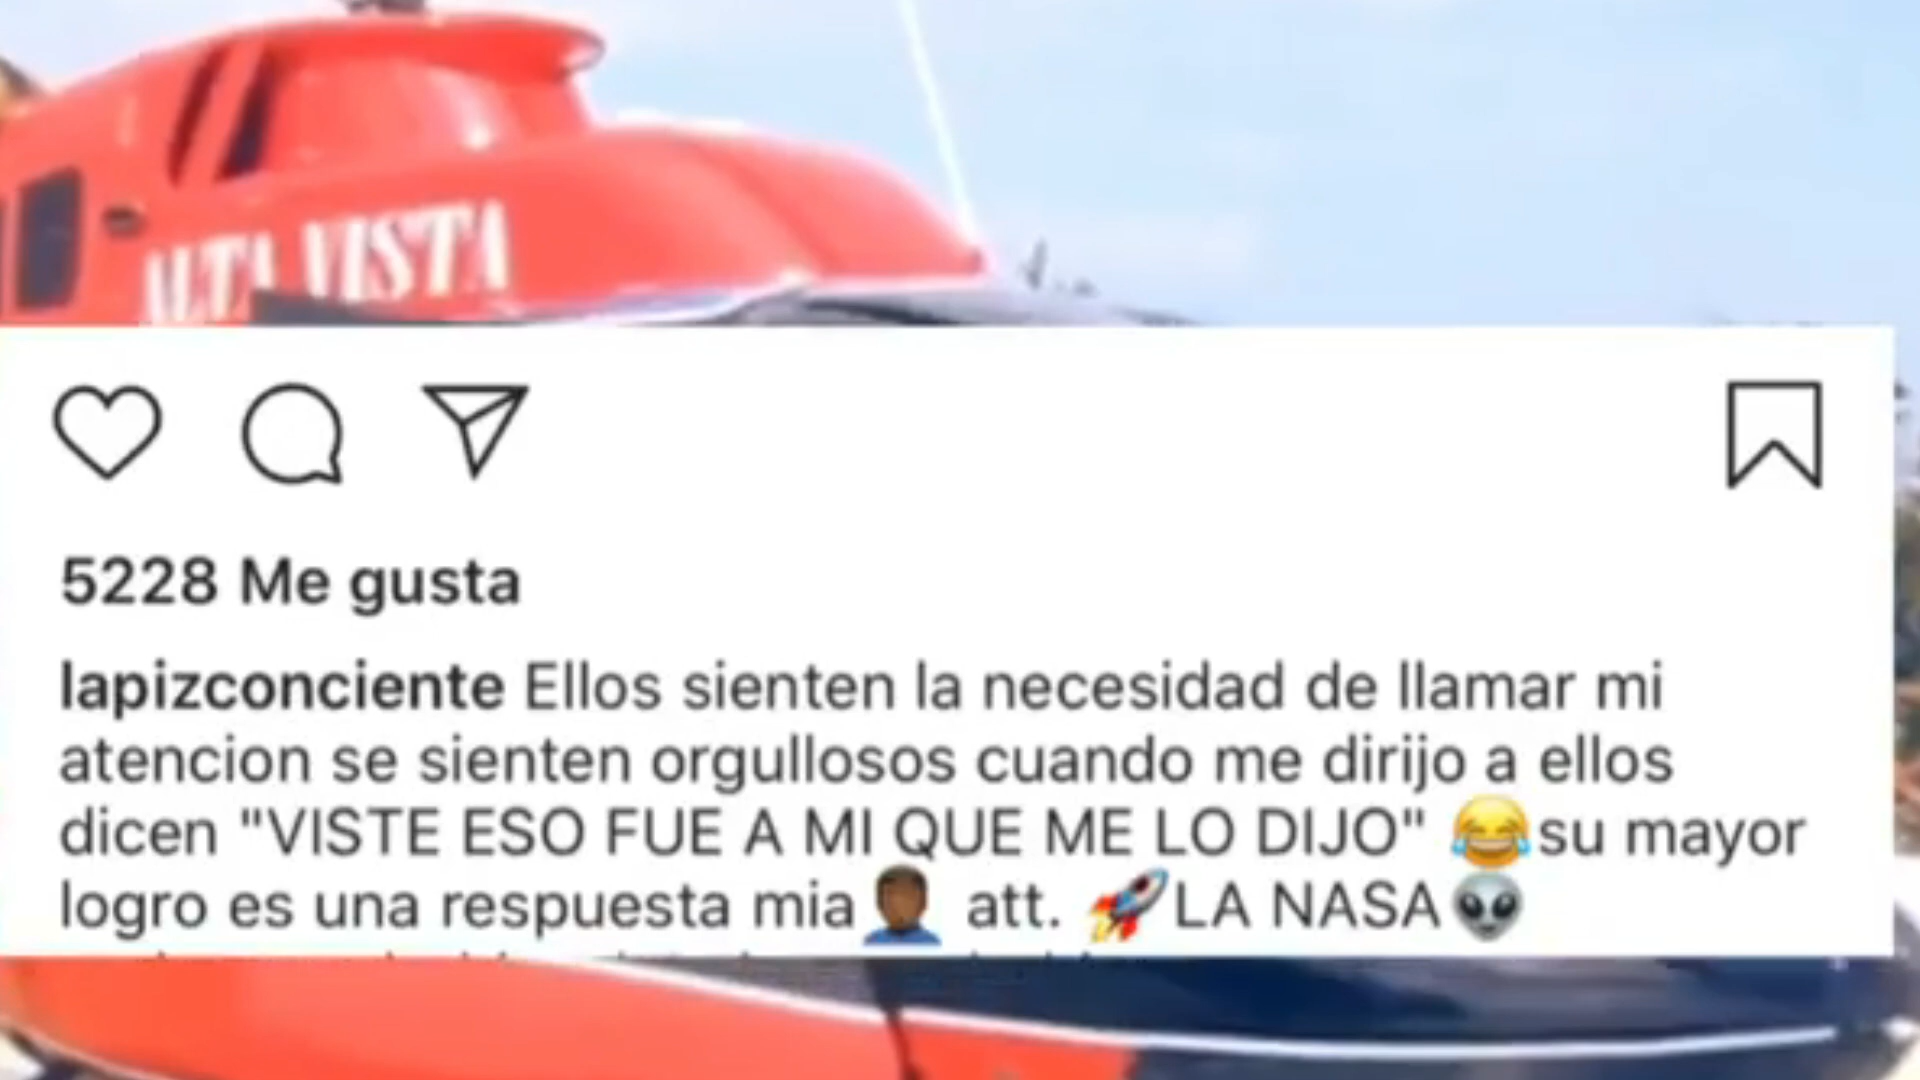 ALTA VISTA
5228 Me gusta
lapizconciente Ellos sienten la necesidad de llamar mi
atencion se sienten orgullosos cuando me dirijo a ellos
dicen "VISTE ESO FUE A MI QUE ME LO DIJO" 😂su mayor
logro es una respuesta mia🤦🏾‍♂️ att. 🚀LA NASA👽